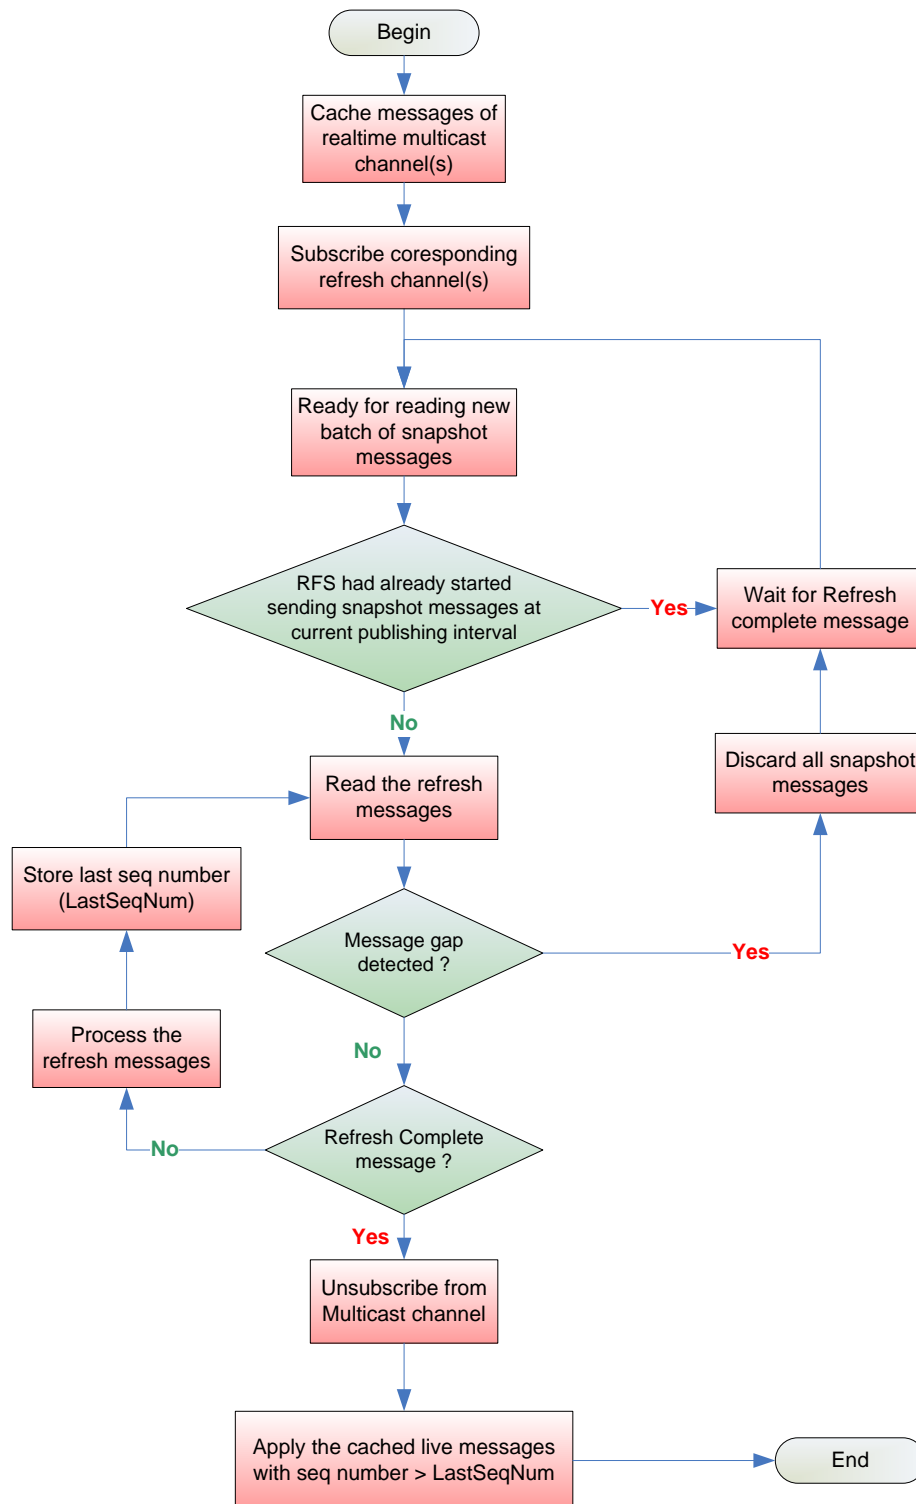 Begin
Cache messages of
realtime multicast
channel(s)
Subscribe coresponding
refresh channel(s)
Ready for reading new
batch of snapshot
messages
RFS had already started
sending snapshot messages at
current publishing interval
Yes
Wait for Refresh
complete message
No
Read the refresh
messages
Discard all snapshot
messages
Store last seq number
(LastSeqNum)
Message gap
detected ?
Yes
Process the
refresh messages
No
Refresh Complete
message ?
No
Yes
Unsubscribe from
Multicast channel
Apply the cached live messages
with seq number > LastSeqNum
End